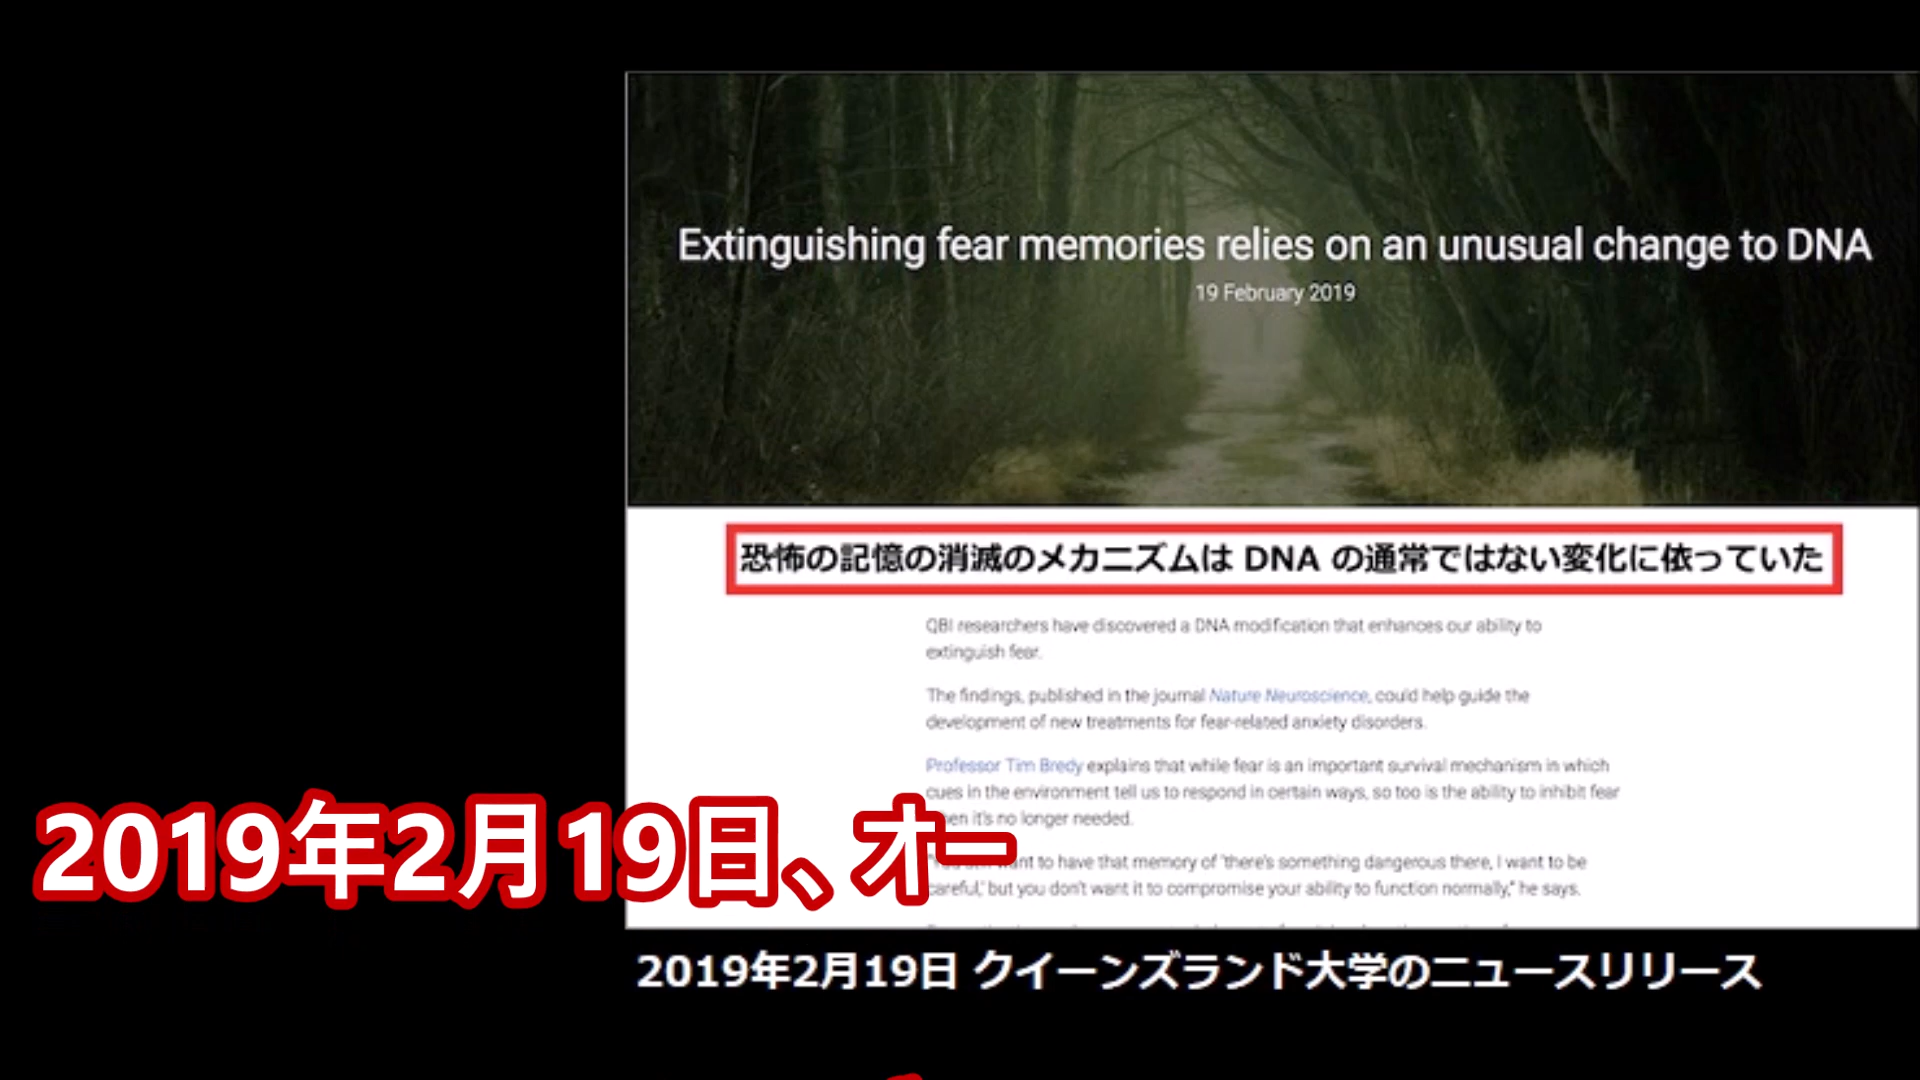 Extinguishing fear memories relies on an unusual change to DNA
19 February 2019
恐怖の記憶の消滅のメカニズムは DNA の通常ではない変化に依っていた
QBI researchers have discovered a DNA modification that enhances our ability to
extinguish fear.
The findings, published in the journal Nature Neuroscience, could help guide the
development of new treatments for fear-related anxiety disorders.
Professor Tim Bredy explains that while fear is an important survival mechanism in which
cues in the environment tell us to respond in certain ways, so too is the ability to inhibit fear
it's no longer needed.
to have that memory of 'there's something dangerous there, I want to be
careful,' but you don't want it to compromise your ability to function normally," he says.
2019年2月19日、オー
2019年2月19日 クイーンズランド大学のニュースリリース